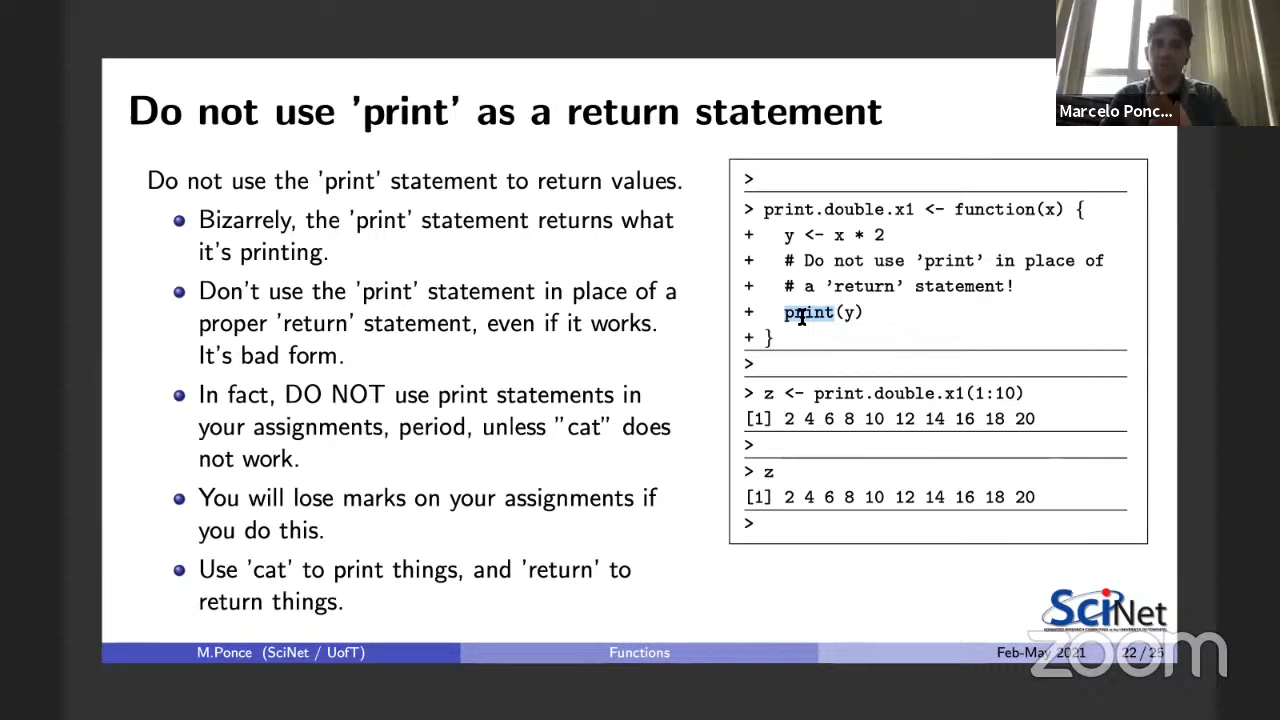 Marcelo Ponc...
Do not use 'print' as a return statement
Do not use the 'print' statement to return values.
Bizarrely, the 'print' statement returns what
it's printing.
Don't use the 'print' statement in place of a
proper 'return' statement, even if it works.
It's bad form.
In fact, DO NOT use print statements in
your assignments, period, unless "cat" does
not work.
You will lose marks on your assignments if
you do this.
Use 'cat' to print things, and 'return' to
return things.
>
> print.double.x1 <- function(x) {
+ y <- x * 2
+ # Do not use 'print' in place of
+ # a 'return' statement!
+ print(y)
+ }
>
> z <- print.double.x1(1:10)
[1] 2 4 6 8 10 12 14 16 18 20
>
> z
[1] 2 4 6 8 10 12 14 16 18 20
>
SciNet
M.Ponce (SciNet / UofT)
Functions
Feb-May 2021
22 / 25
zoom